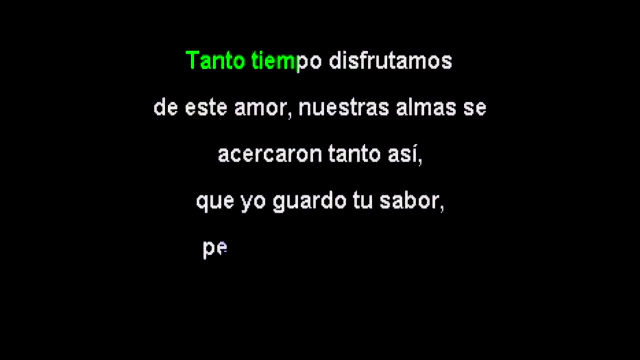 Tanto tiempo disfrutamos
de este amor, nuestras almas se
acercaron tanto así,
que yo guardo tu sabor,
pe